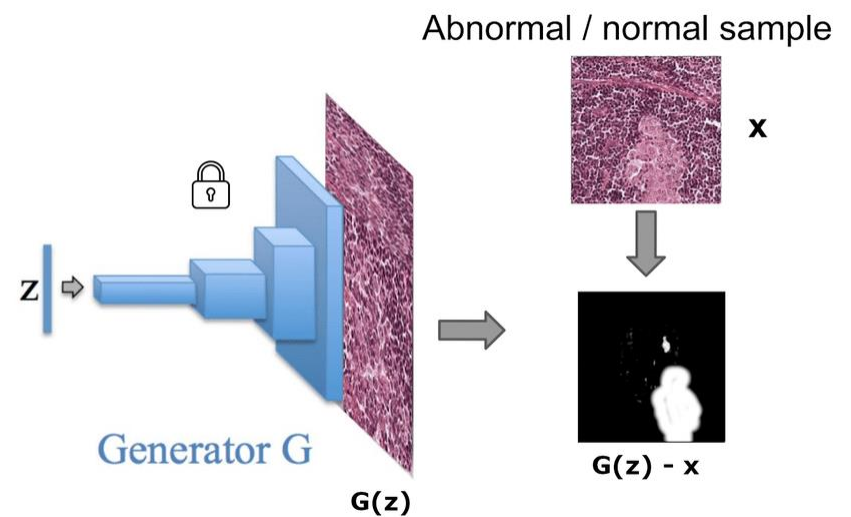 Abnormal / normal sample
x
z
Generator G
G(z)
G(z) - x